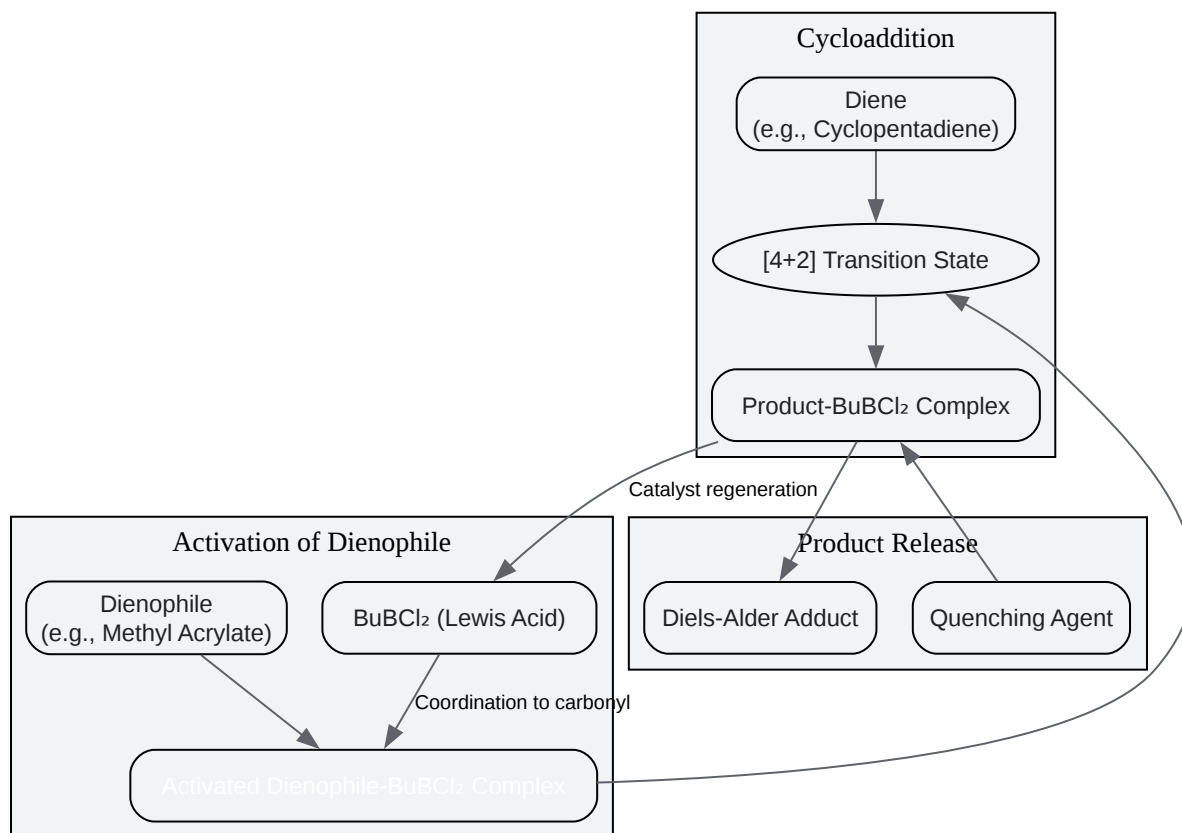 Cycloaddition
Diene
(e.g., Cyclopentadiene)
[4+2] Transition State
Product-BuBCl₂ Complex
Catalyst regeneration
Activation of Dienophile
Dienophile
(e.g., Methyl Acrylate)
BuBCl₂ (Lewis Acid)
Coordination to carbonyl
Activated Dienophile-BuBCl₂ Complex
Product Release
Diels-Alder Adduct
Quenching Agent